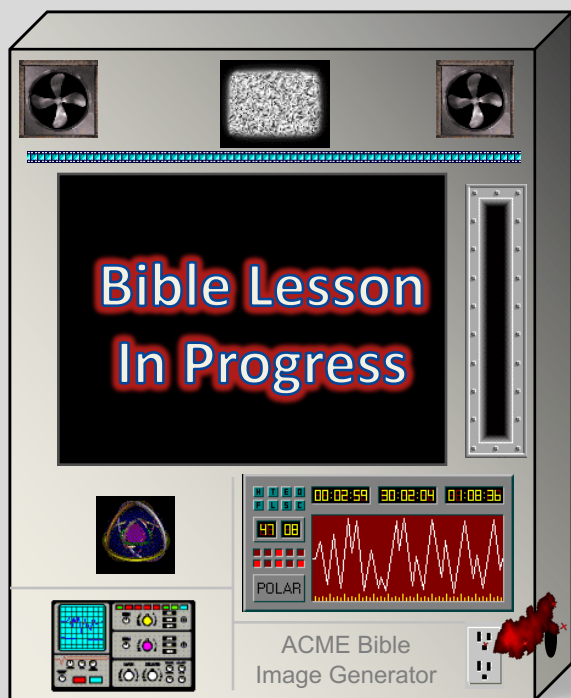 Bible Lesson
In Progress
H T E D
F L S C
00:02:59 30:02:04 01:08:36
47 08
POLAR
ACME Bible
Image Generator